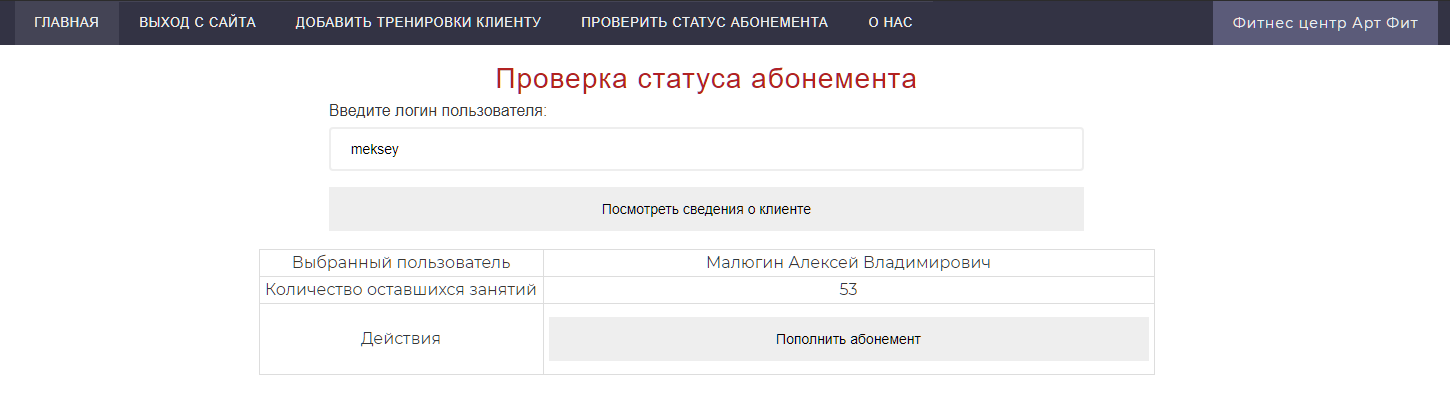 ГЛАВНАЯ ВЫХОД С САЙТА ДОБАВИТЬ ТРЕНИРОВКИ КЛИЕНТУ ПРОВЕРИТЬ СТАТУС АБОНЕМЕНТА О НАС Фитнес центр Арт Фит
Проверка статуса абонемента
Введите логин пользователя:
meksey
Посмотреть сведения о клиенте
Выбранный пользователь Малюгин Алексей Владимирович
Количество оставшихся занятий 53
Действия Пополнить абонемент